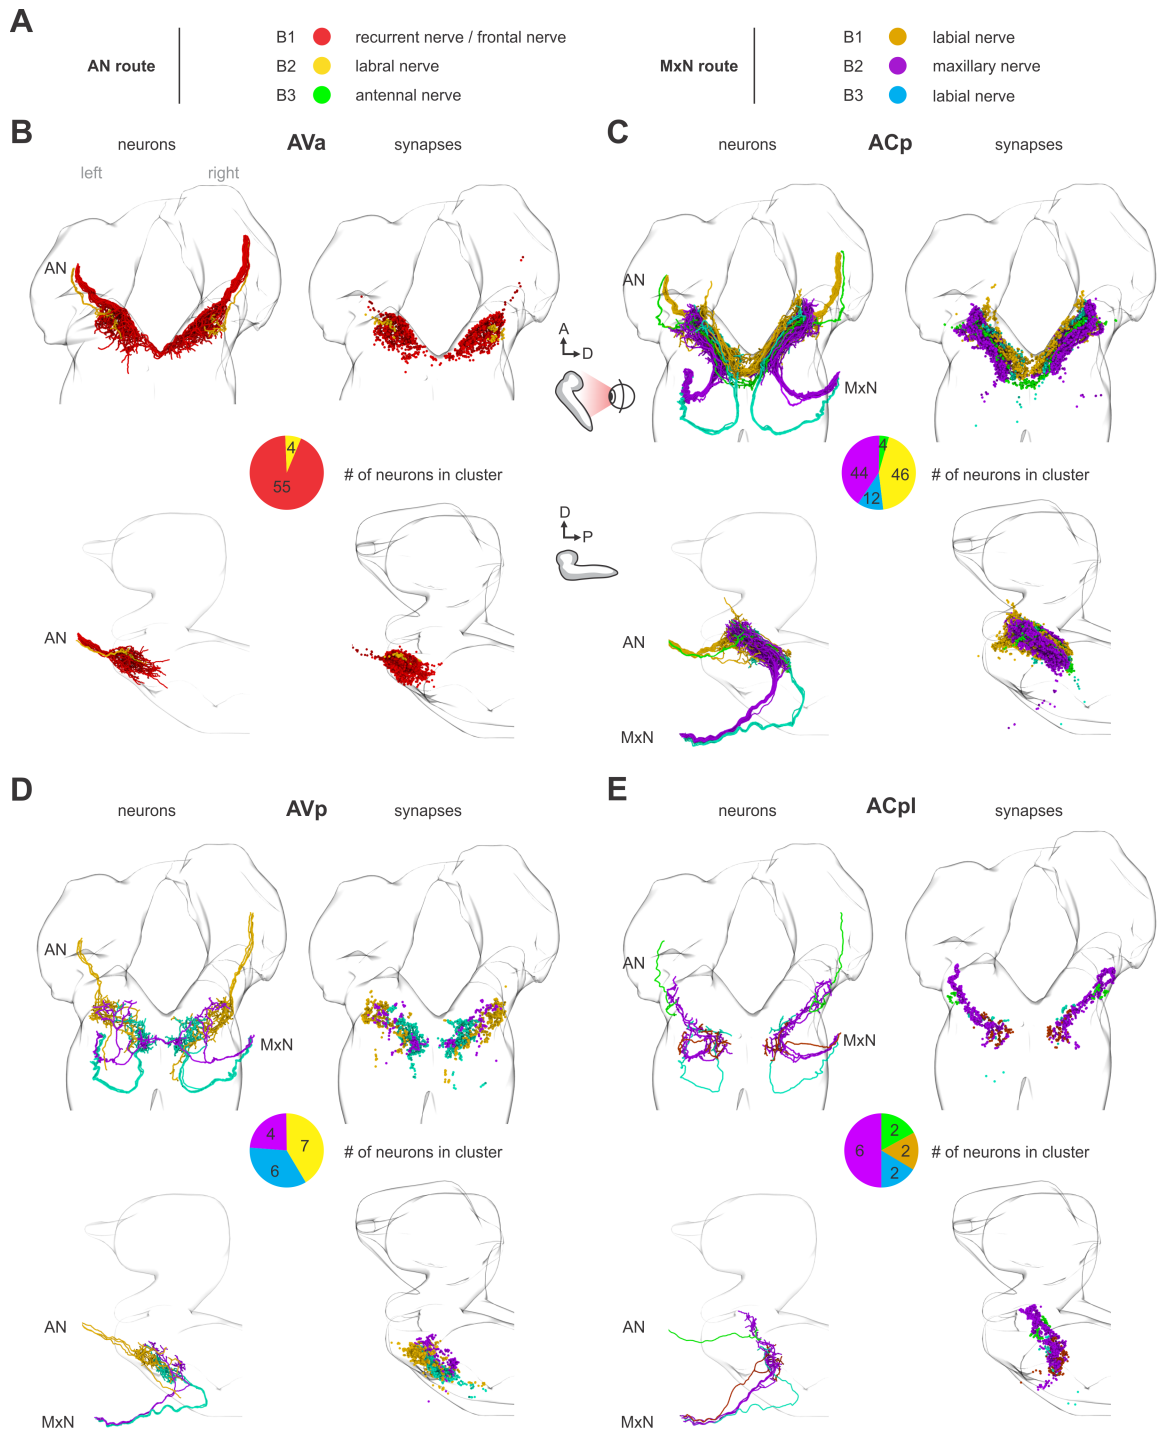 A
AN route
B1 recurrent nerve / frontal nerve
B2 labral nerve
B3 antennal nerve
MxN route
B1 labial nerve
B2 maxillary nerve
B3 labial nerve
B
neurons
AVa
synapses
left
right
AN
A
D
55
4
# of neurons in cluster
D
P
AN
C
neurons
ACp
synapses
AN
MxN
4
44
46
12
# of neurons in cluster
AN
MxN
D
neurons
AVp
synapses
AN
MxN
4
7
6
# of neurons in cluster
AN
MxN
E
neurons
ACpl
synapses
AN
MxN
2
6
2
2
# of neurons in cluster
AN
MxN